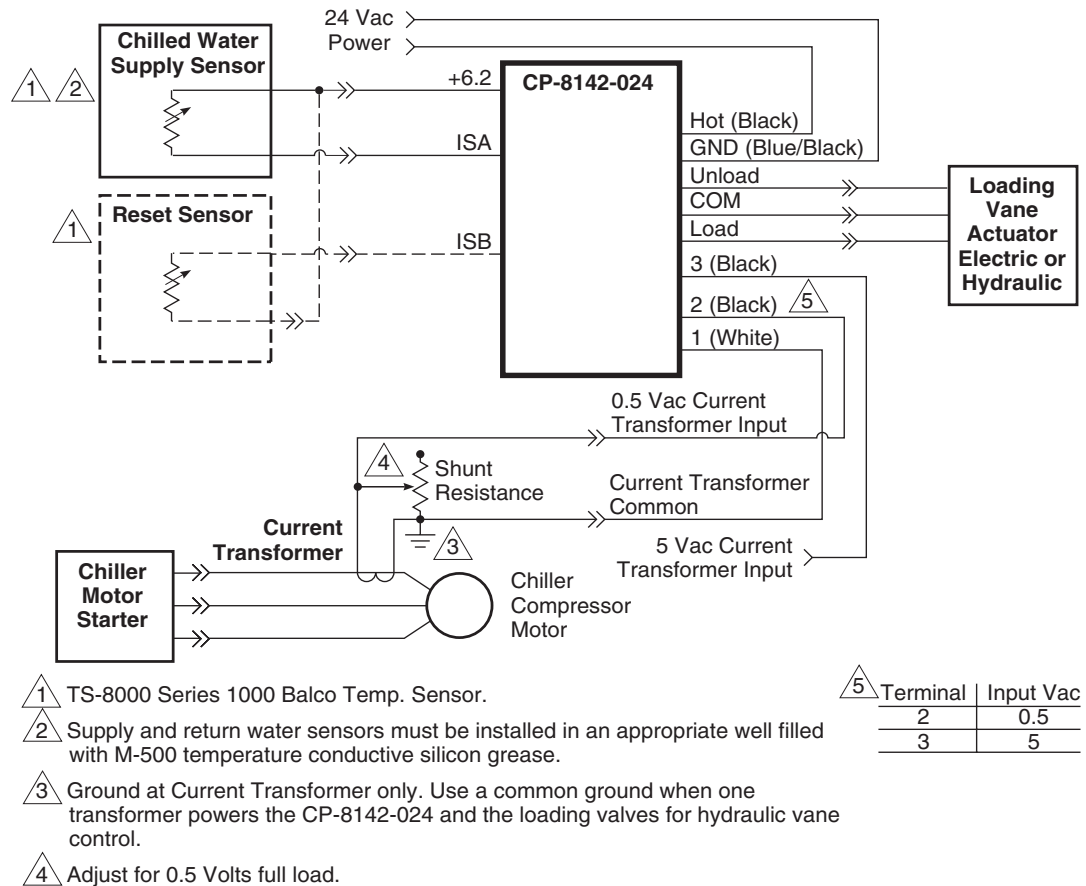 24 Vac
Power
Chilled Water
Supply Sensor
1
2
+6.2
CP-8142-024
Hot (Black)
GND (Blue/Black)
ISA
Unload
COM
Load
Loading
Vane
Actuator
Electric or
Hydraulic
Reset Sensor
1
ISB
3 (Black)
2 (Black)
5
1 (White)
0.5 Vac Current
Transformer Input
4
Shunt
Resistance
Current Transformer
Common
3
Current
Transformer
5 Vac Current
Transformer Input
Chiller
Motor
Starter
Chiller
Compressor
Motor
1 TS-8000 Series 1000 Balco Temp. Sensor.
2 Supply and return water sensors must be installed in an appropriate well filled
with M-500 temperature conductive silicon grease.
3 Ground at Current Transformer only. Use a common ground when one
transformer powers the CP-8142-024 and the loading valves for hydraulic vane
control.
4 Adjust for 0.5 Volts full load.
5 Terminal Input Vac
2 0.5
3 5